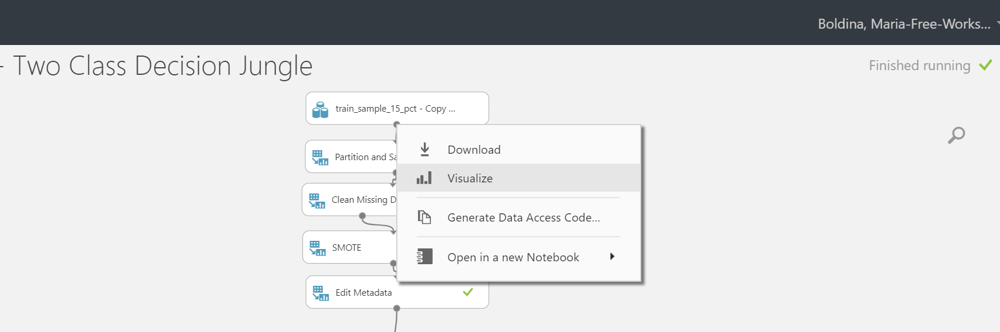 Boldina, Maria-Free-Works...
- Two Class Decision Jungle
Finished running
train_sample_15_pct - Copy ...
Partition and Sa
Clean Missing D
SMOTE
Edit Metadata
Download
Visualize
Generate Data Access Code...
Open in a new Notebook